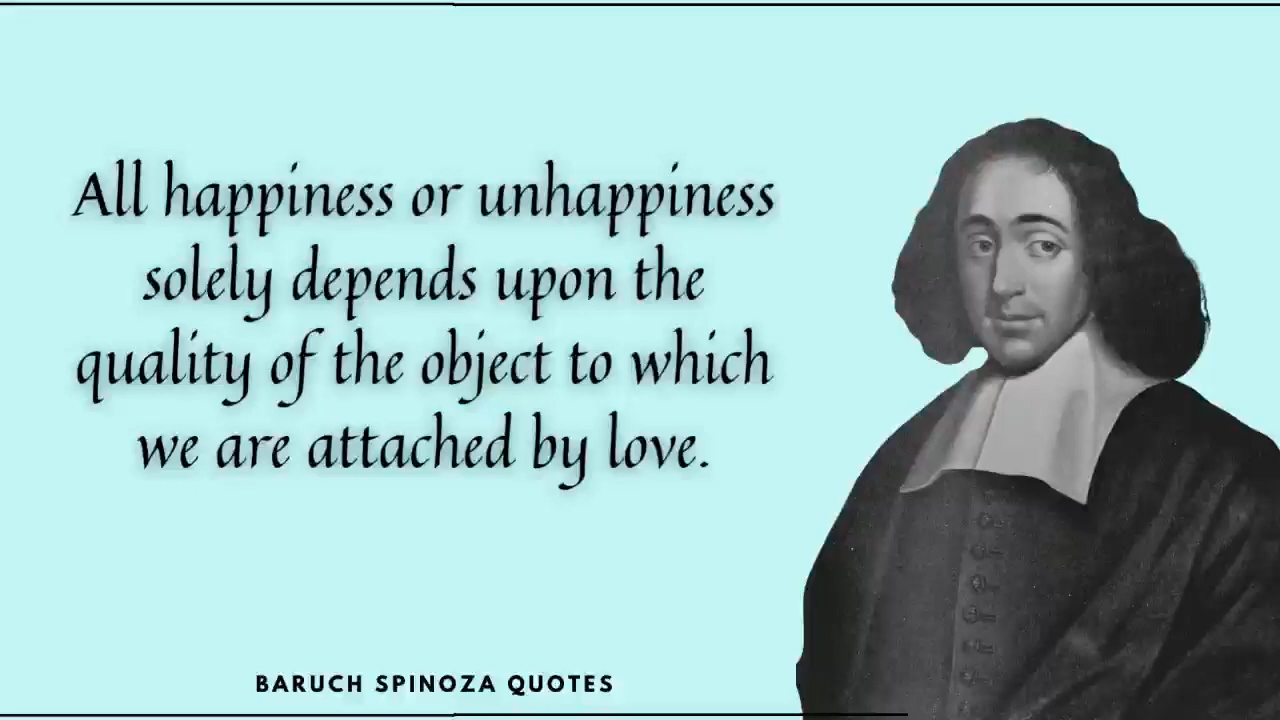 All happiness or unhappiness
solely depends upon the
quality of the object to which
we are attached by love.
BARUCH SPINOZA QUOTES